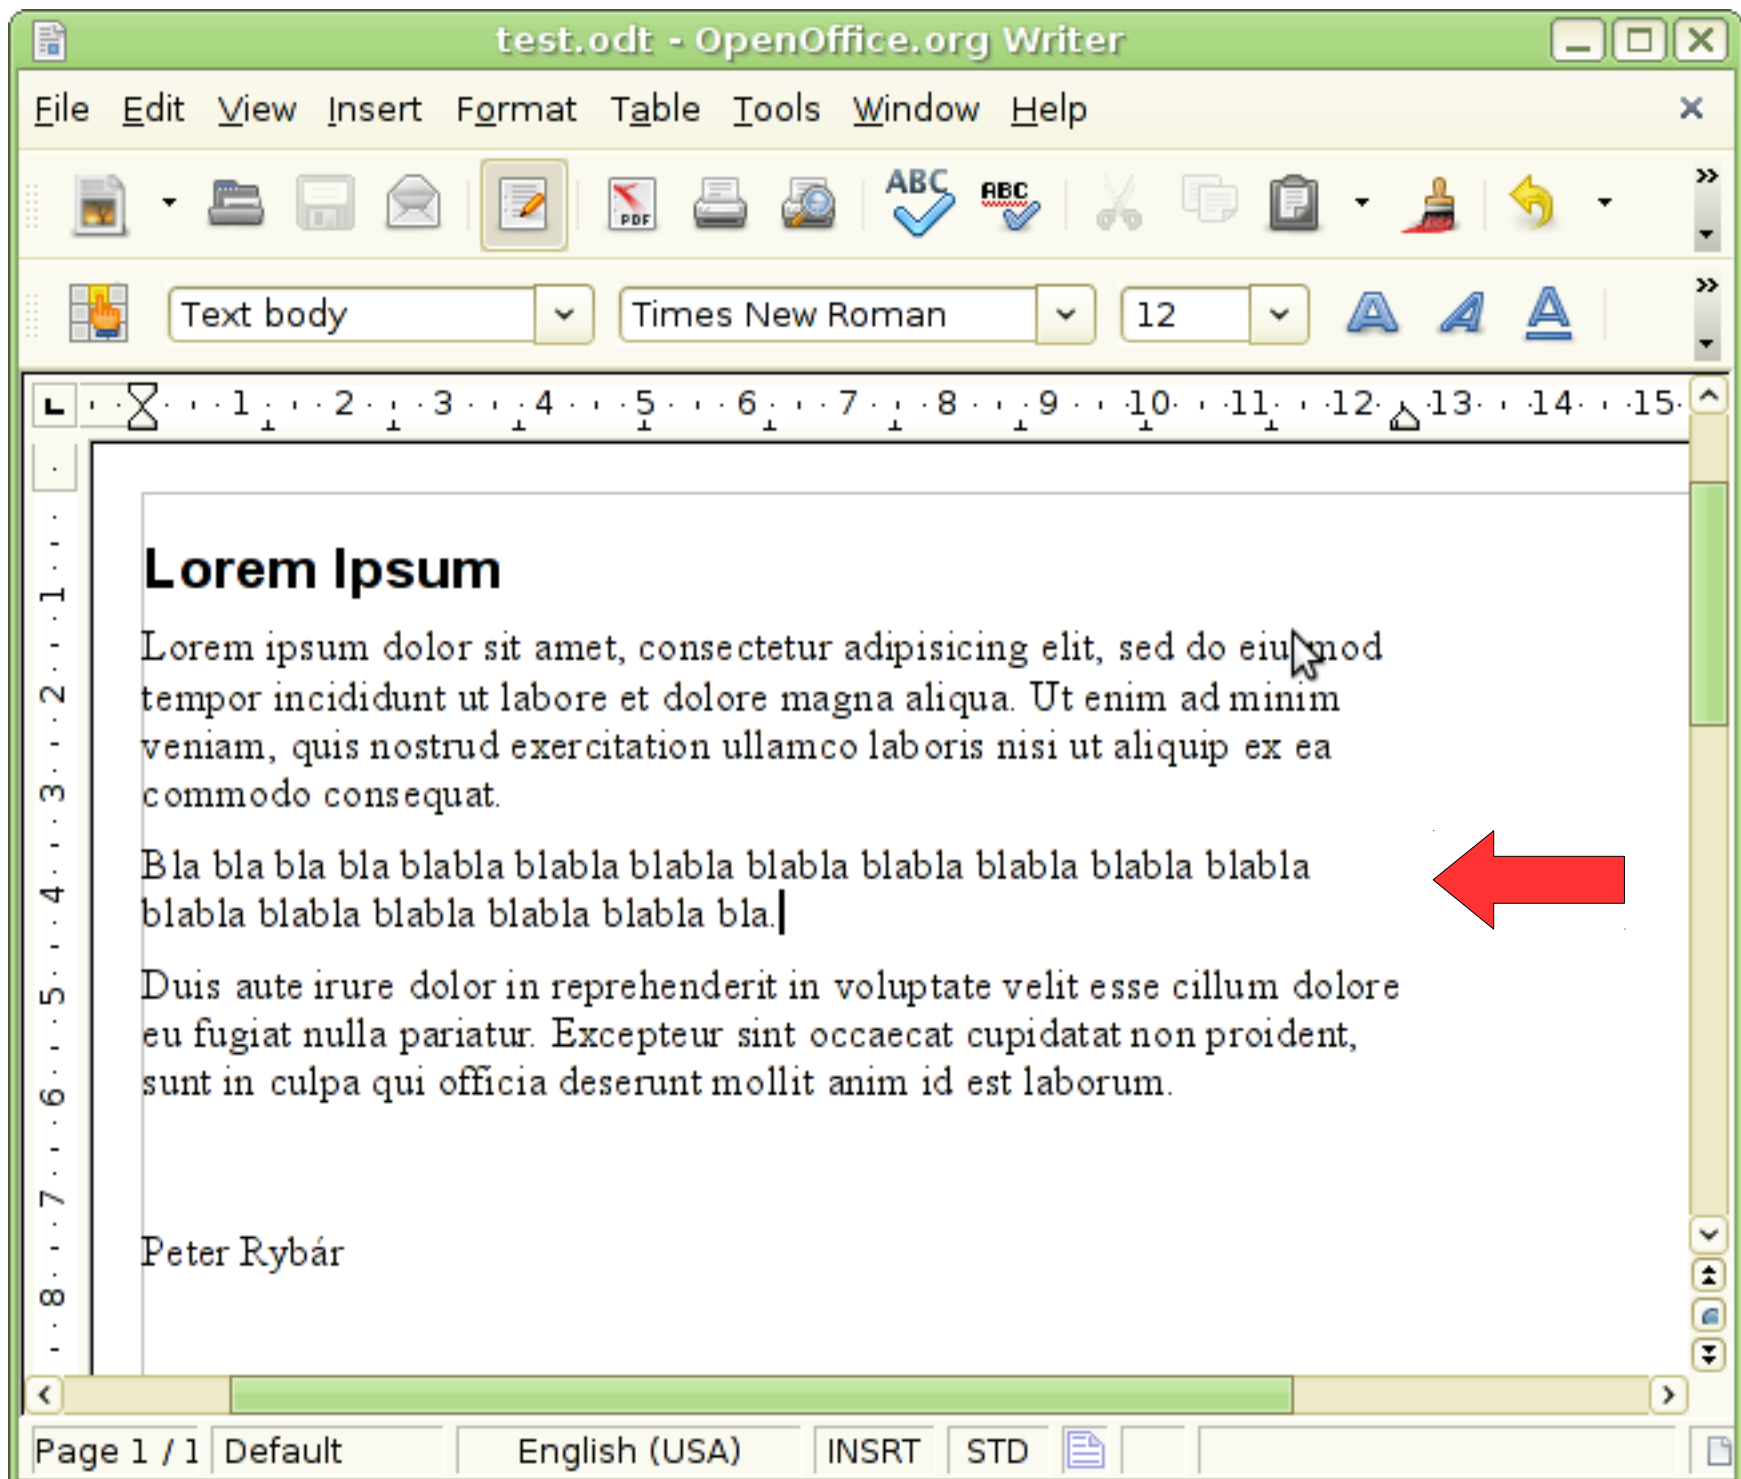 test.odt - OpenOffice.org Writer
File Edit View Insert Format Table Tools Window Help
PDF ABC ABC
Text body Times New Roman 12 A A A
1 2 3 4 5 6 7 8 9 10 11 12 13 14 15
Lorem Ipsum
Lorem ipsum dolor sit amet, consectetur adipisicing elit, sed do eiu mod
tempor incididunt ut labore et dolore magna aliqua. Ut enim ad minim
veniam, quis nostrud exercitation ullamco laboris nisi ut aliquip ex ea
commodo consequat.
Bla bla bla bla blabla blabla blabla blabla blabla blabla blabla blabla
blabla blabla blabla blabla blabla bla.
Duis aute irure dolor in reprehenderit in voluptate velit esse cillum dolore
eu fugiat nulla pariatur. Excepteur sint occaecat cupidatat non proident,
sunt in culpa qui officia deserunt mollit anim id est laborum.
Peter Rybár
1
2
3
4
5
6
7
8
Page 1 / 1 Default English (USA) INSRT STD